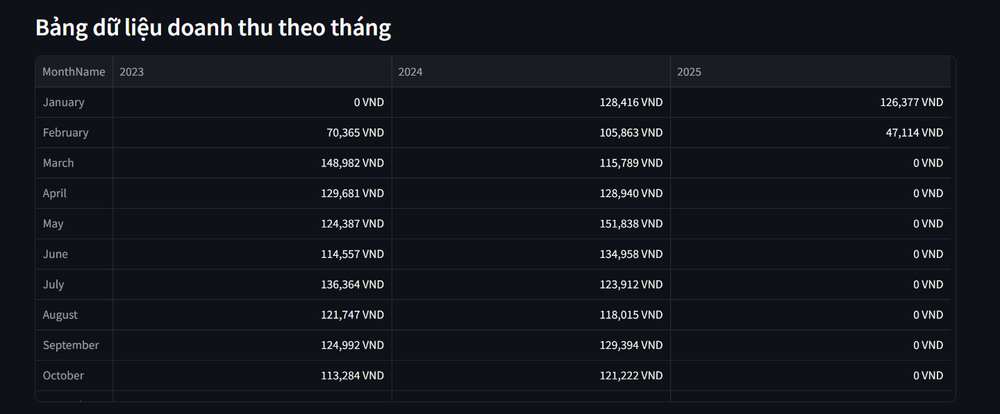 Bảng dữ liệu doanh thu theo tháng
MonthName 2023 2024 2025
January 0 VND 128,416 VND 126,377 VND
February 70,365 VND 105,863 VND 47,114 VND
March 148,982 VND 115,789 VND 0 VND
April 129,681 VND 128,940 VND 0 VND
May 124,387 VND 151,838 VND 0 VND
June 114,557 VND 134,958 VND 0 VND
July 136,364 VND 123,912 VND 0 VND
August 121,747 VND 118,015 VND 0 VND
September 124,992 VND 129,394 VND 0 VND
October 113,284 VND 121,222 VND 0 VND